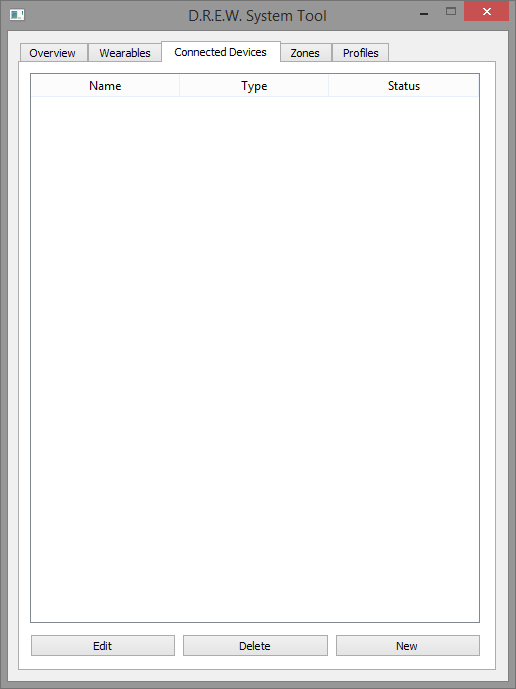 D.R.E.W. System Tool
Overview Wearables Connected Devices Zones Profiles
Name Type Status
Edit Delete New